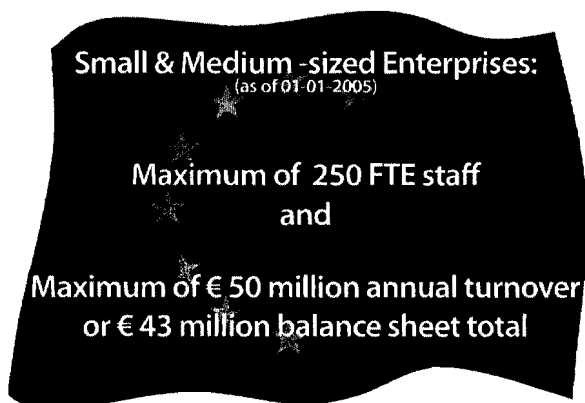 Small & Medium -sized Enterprises:
(as of 01-01-2005)
Maximum of 250 FTE staff
and
Maximum of € 50 million annual turnover
or € 43 million balance sheet total